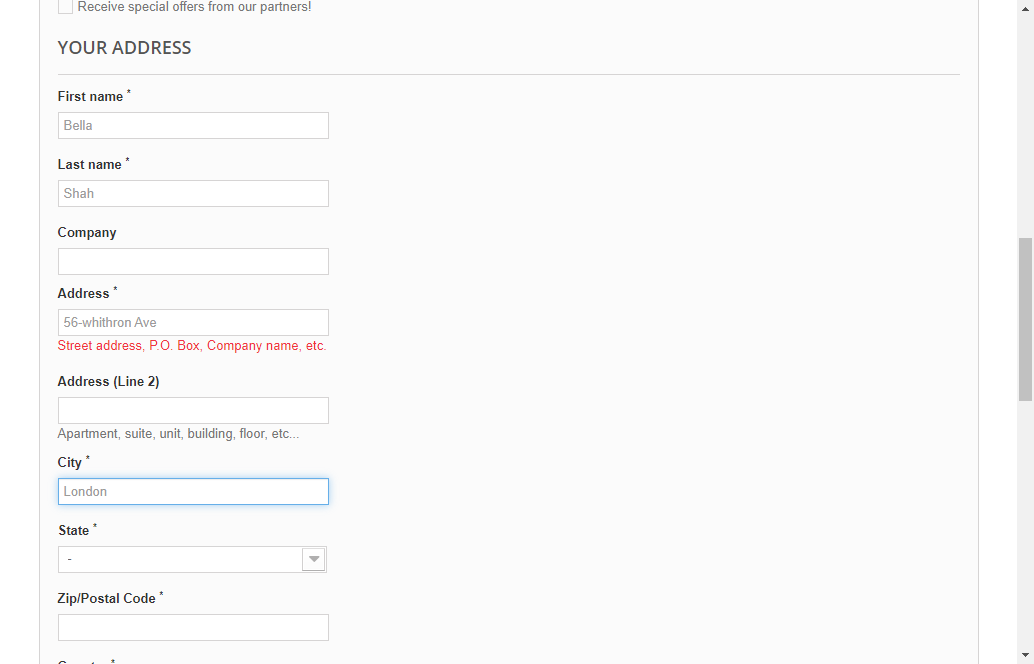 Receive special offers from our partners!
YOUR ADDRESS
First name *
Bella
Last name *
Shah
Company
Address *
56-whithron Ave
Street address, P.O. Box, Company name, etc.
Address (Line 2)
Apartment, suite, unit, building, floor, etc...
City *
London
State *
-
Zip/Postal Code *